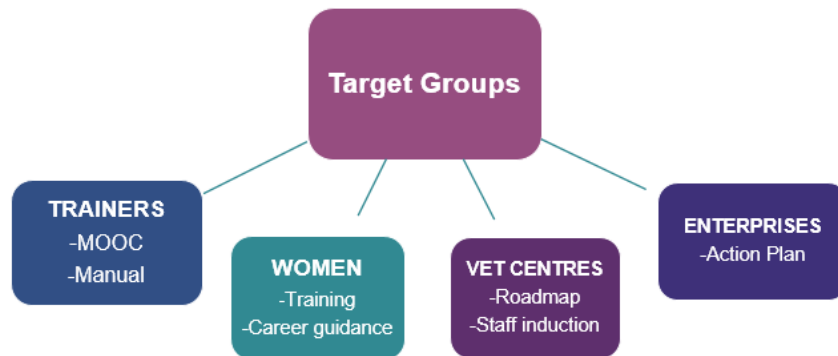 Target Groups
TRAINERS
-MOOC
-Manual
WOMEN
-Training
-Career guidance
VET CENTRES
-Roadmap
-Staff induction
ENTERPRISES
-Action Plan